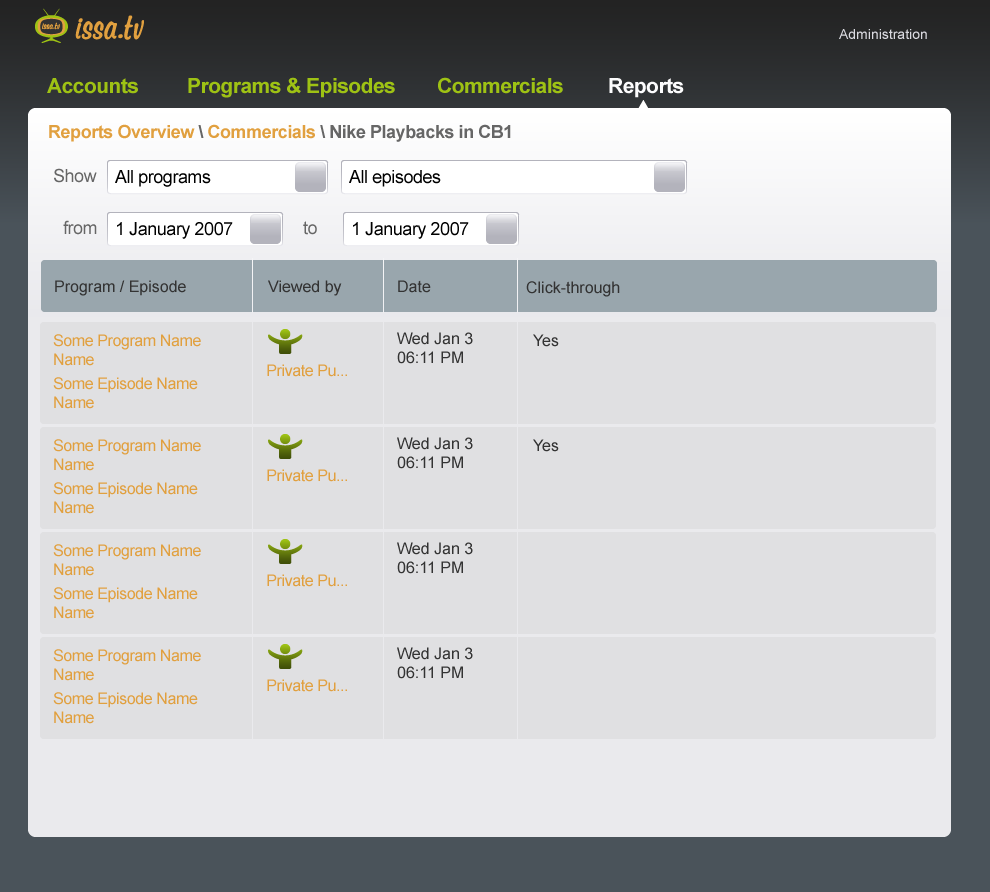 issa.tv issa.tv
Administration
Accounts Programs & Episodes Commercials Reports
Reports Overview \ Commercials \ Nike Playbacks in CB1
Show All programs All episodes
from 1 January 2007 to 1 January 2007
Program / Episode Viewed by Date Click-through
Some Program Name
Name
Some Episode Name
Name
Private Pu...
Wed Jan 3
06:11 PM
Yes
Some Program Name
Name
Some Episode Name
Name
Private Pu...
Wed Jan 3
06:11 PM
Yes
Some Program Name
Name
Some Episode Name
Name
Private Pu...
Wed Jan 3
06:11 PM
Some Program Name
Name
Some Episode Name
Name
Private Pu...
Wed Jan 3
06:11 PM